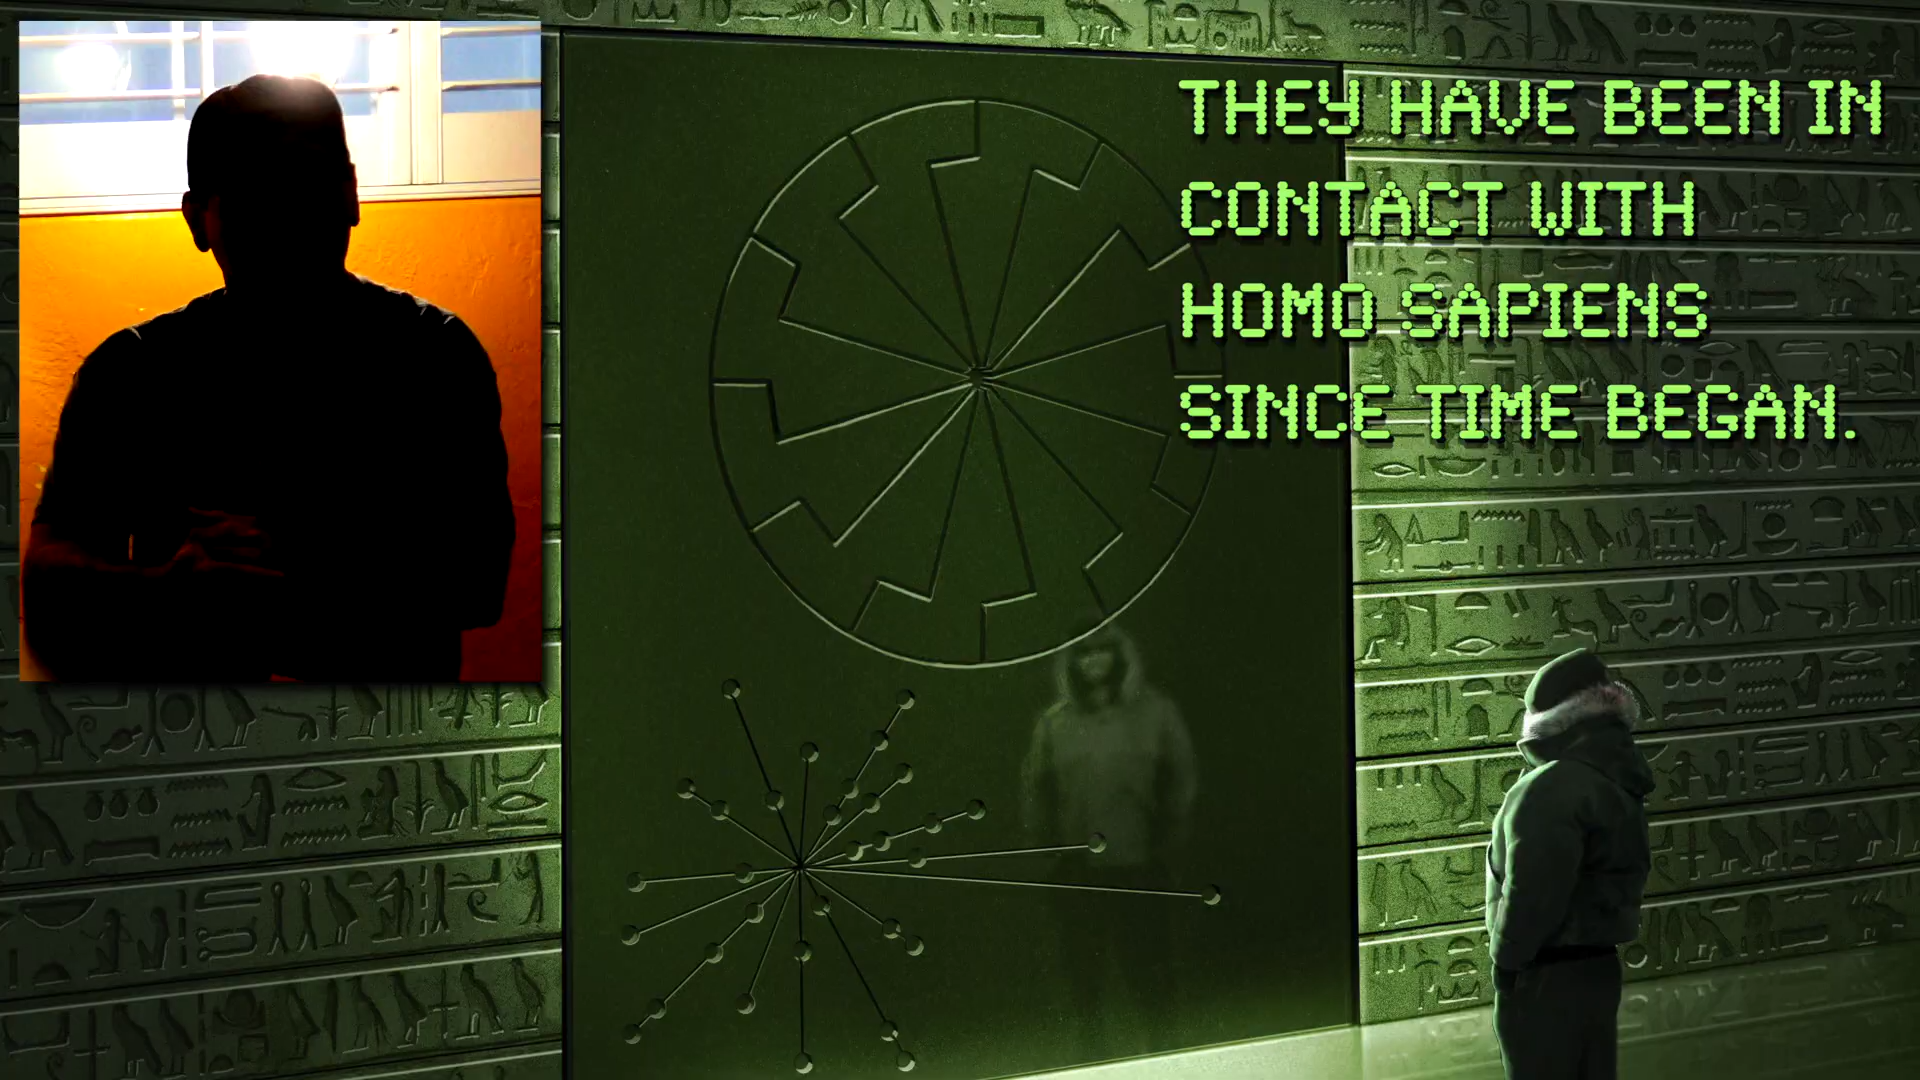 THEY HAVE BEEN IN
CONTACT WITH
HOMO SAPIENS
SINCE TIME BEGAN.